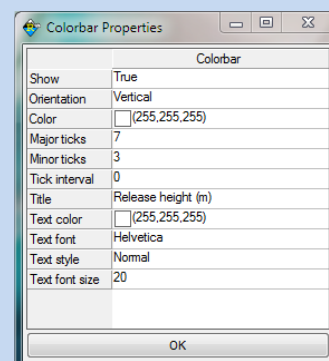 Colorbar Properties
Colorbar
Show True
Orientation Vertical
Color (255,255,255)
Major ticks 7
Minor ticks 3
Tick interval 0
Title Release height (m)
Text color (255,255,255)
Text font Helvetica
Text style Normal
Text font size 20
OK